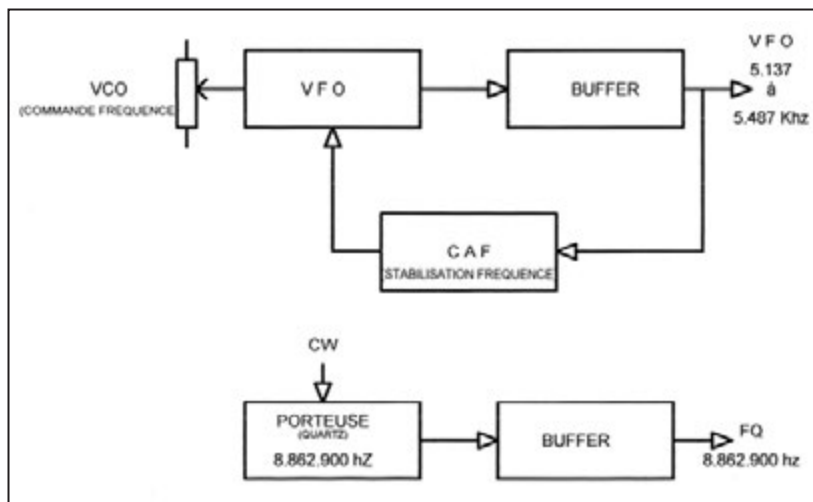 VCO
(COMMANDE FREQUENCE
V F O
BUFFER
V F O
5.137
à
5.487 Khz
C A F
(STABILISATION FREQUENCE)
CW
PORTEUSE
(QUARTZ)
8.862.900 hZ
BUFFER
FQ
8.862.900 hz